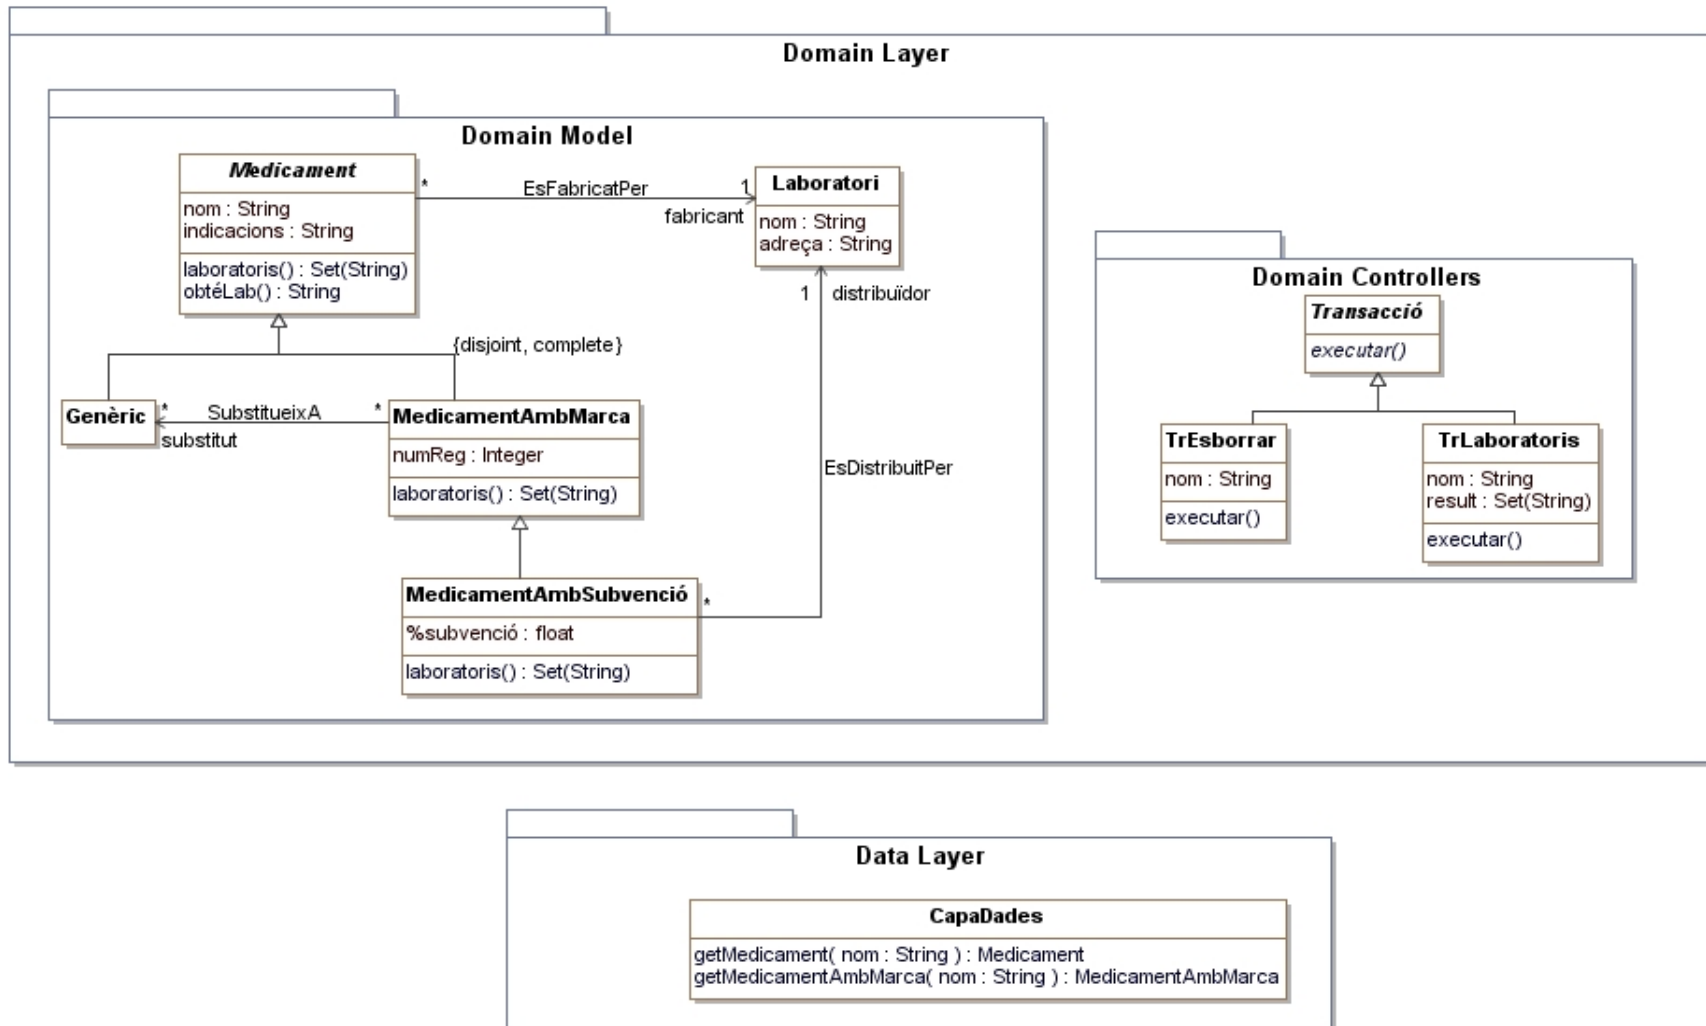 Domain Layer
Domain Model
Medicament
nom : String
indicacions : String
laboratoris() : Set(String)
obtéLab() : String
*
EsFabricatPer
1
fabricant
Laboratori
nom : String
adreça : String
1
distribuïdor
{disjoint, complete}
Genèric
*
SubstitueixA
*
substitut
MedicamentAmbMarca
numReg : Integer
laboratoris() : Set(String)
EsDistribuitPer
MedicamentAmbSubvenció
*
%subvenció : float
laboratoris() : Set(String)
Domain Controllers
Transacció
executar()
TrEsborrar
nom : String
executar()
TrLaboratoris
nom : String
result : Set(String)
executar()
Data Layer
CapaDades
getMedicament( nom : String ) : Medicament
getMedicamentAmbMarca( nom : String ) : MedicamentAmbMarca